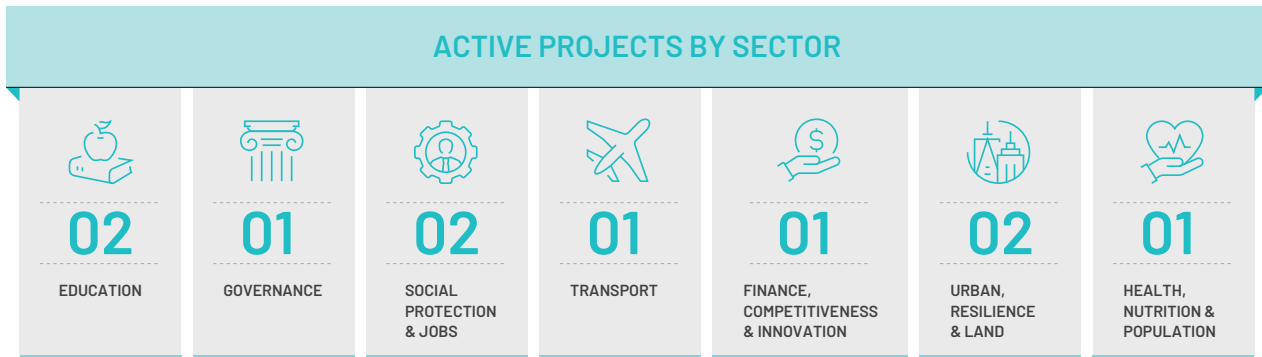 ACTIVE PROJECTS BY SECTOR
$
02
EDUCATION
01
GOVERNANCE
02
SOCIAL
PROTECTION
& JOBS
01
TRANSPORT
01
FINANCE,
COMPETITIVENESS
& INNOVATION
02
URBAN,
RESILIENCE
& LAND
01
HEALTH,
NUTRITION &
POPULATION